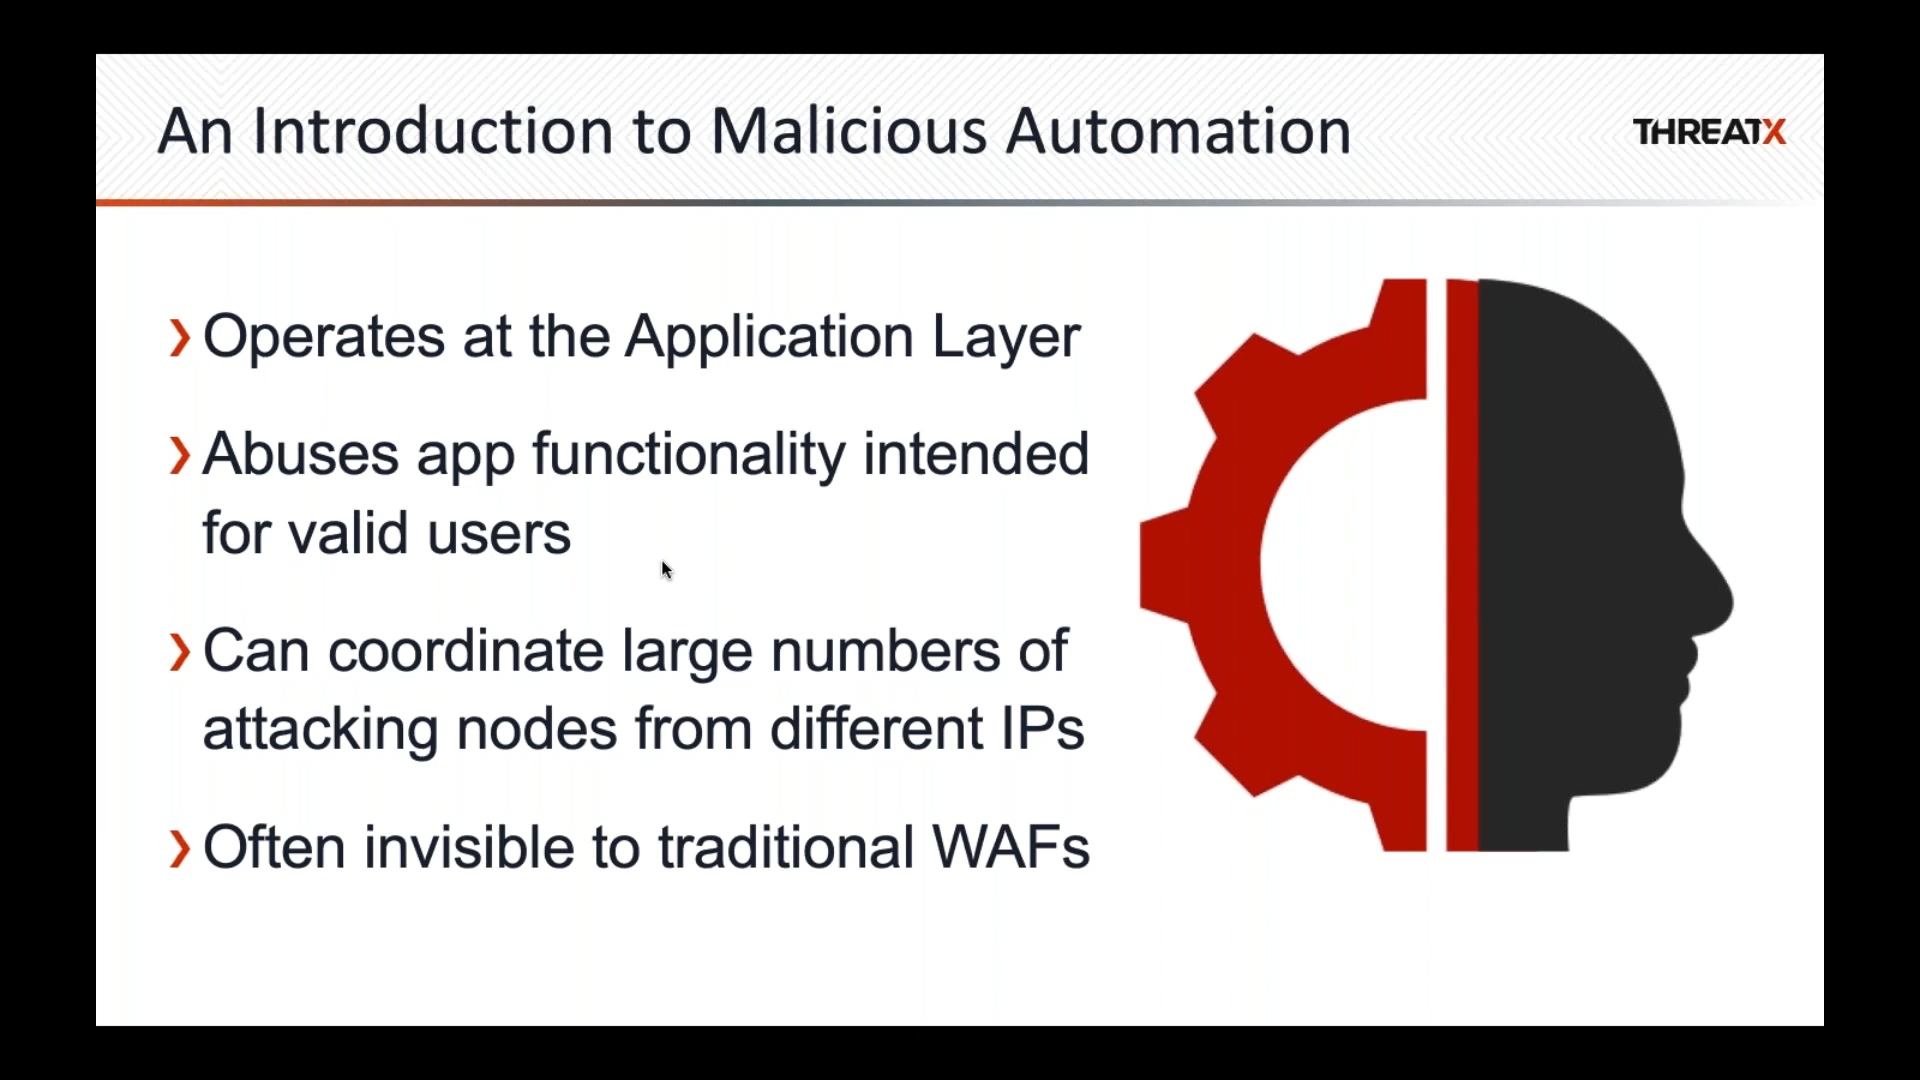 An Introduction to Malicious Automation
THREATX
Operates at the Application Layer
Abuses app functionality intended
for valid users
Can coordinate large numbers of
attacking nodes from different IPs
Often invisible to traditional WAFs